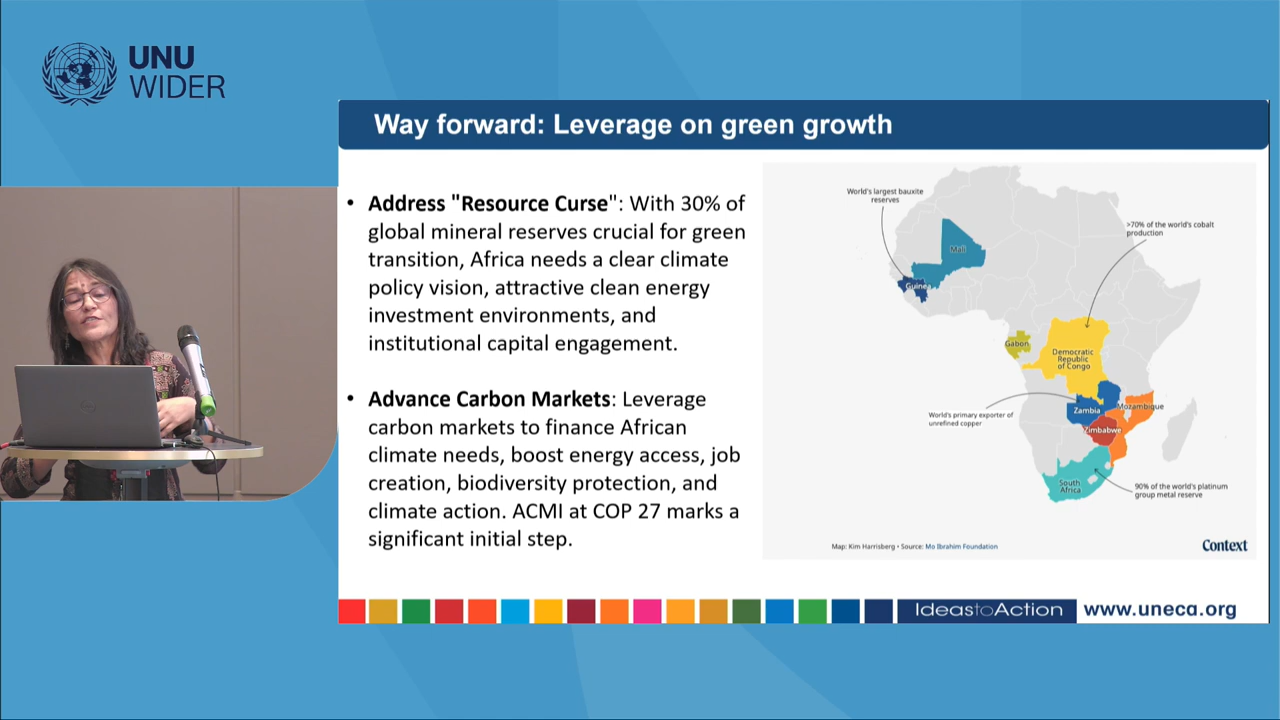 UNU
WIDER
Way forward: Leverage on green growth
• Address "Resource Curse": With 30% of
global mineral reserves crucial for green
transition, Africa needs a clear climate
policy vision, attractive clean energy
investment environments, and
institutional capital engagement.
• Advance Carbon Markets: Leverage
carbon markets to finance African
climate needs, boost energy access, job
creation, biodiversity protection, and
climate action. ACMI at COP 27 marks a
significant initial step.
World's largest bauxite
reserves
>70% of the world's cobalt
production
Mali
Guinea
Gabon
Democratic
Republic
of Congo
World's primary exporter of
unrefined copper
Zambia
Mozambique
Zimbabwe
South
Africa
90% of the world's platinum
group metal reserve
Map: Kim Harrisberg • Source: Mo Ibrahim Foundation
Context
IdeastoAction
www.uneca.org